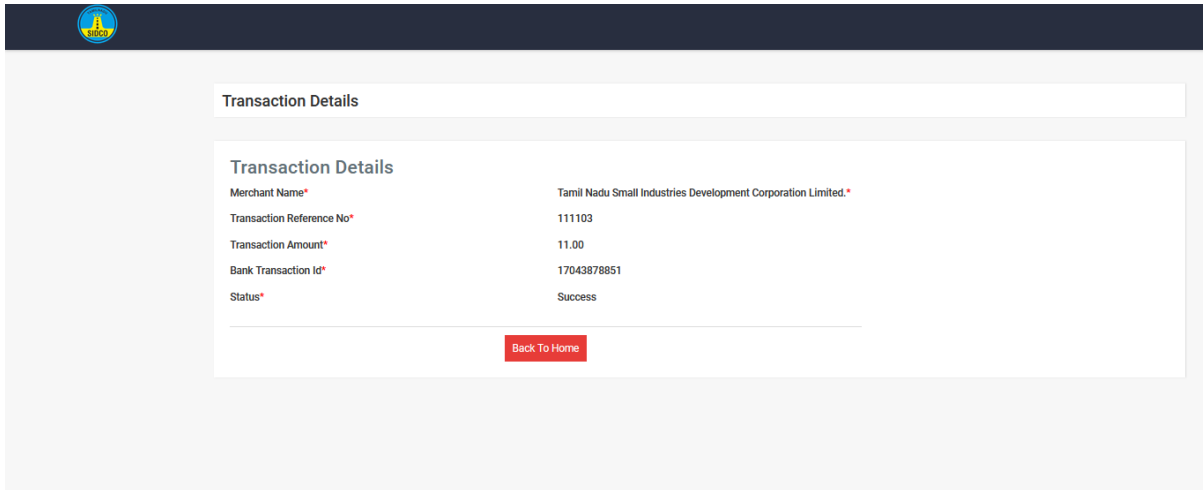 SIDCO
Transaction Details
Transaction Details
Merchant Name* Tamil Nadu Small Industries Development Corporation Limited.*
Transaction Reference No* 111103
Transaction Amount* 11.00
Bank Transaction Id* 17043878851
Status* Success
Back To Home